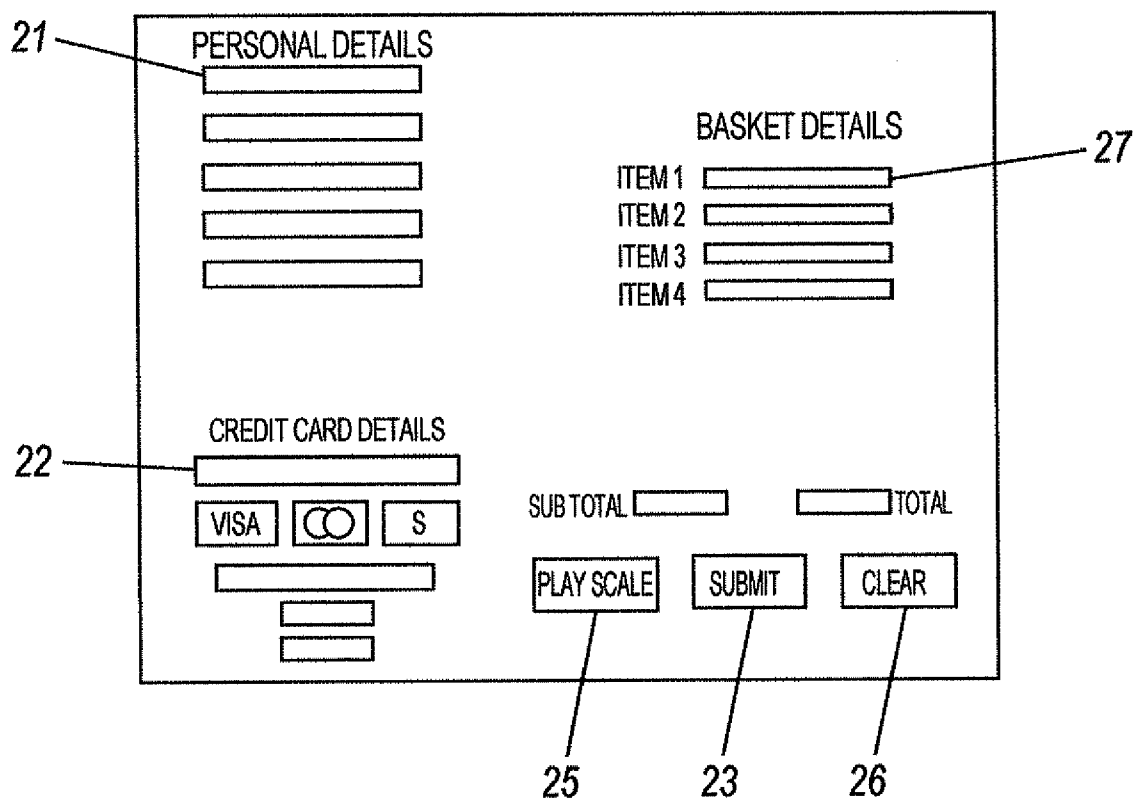 21
PERSONAL DETAILS
BASKET DETAILS
27
ITEM 1
ITEM 2
ITEM 3
ITEM 4
CREDIT CARD DETAILS
22
VISA
S
SUB TOTAL
TOTAL
PLAY SCALE
SUBMIT
CLEAR
25
23
26